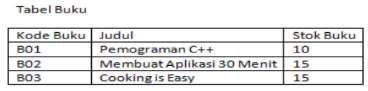 Tabel Buku
Kode Buku Judul Stok Buku
B01 Pemograman C++ 10
B02 Membuat Aplikasi 30 Menit 15
B03 Cooking is Easy 15